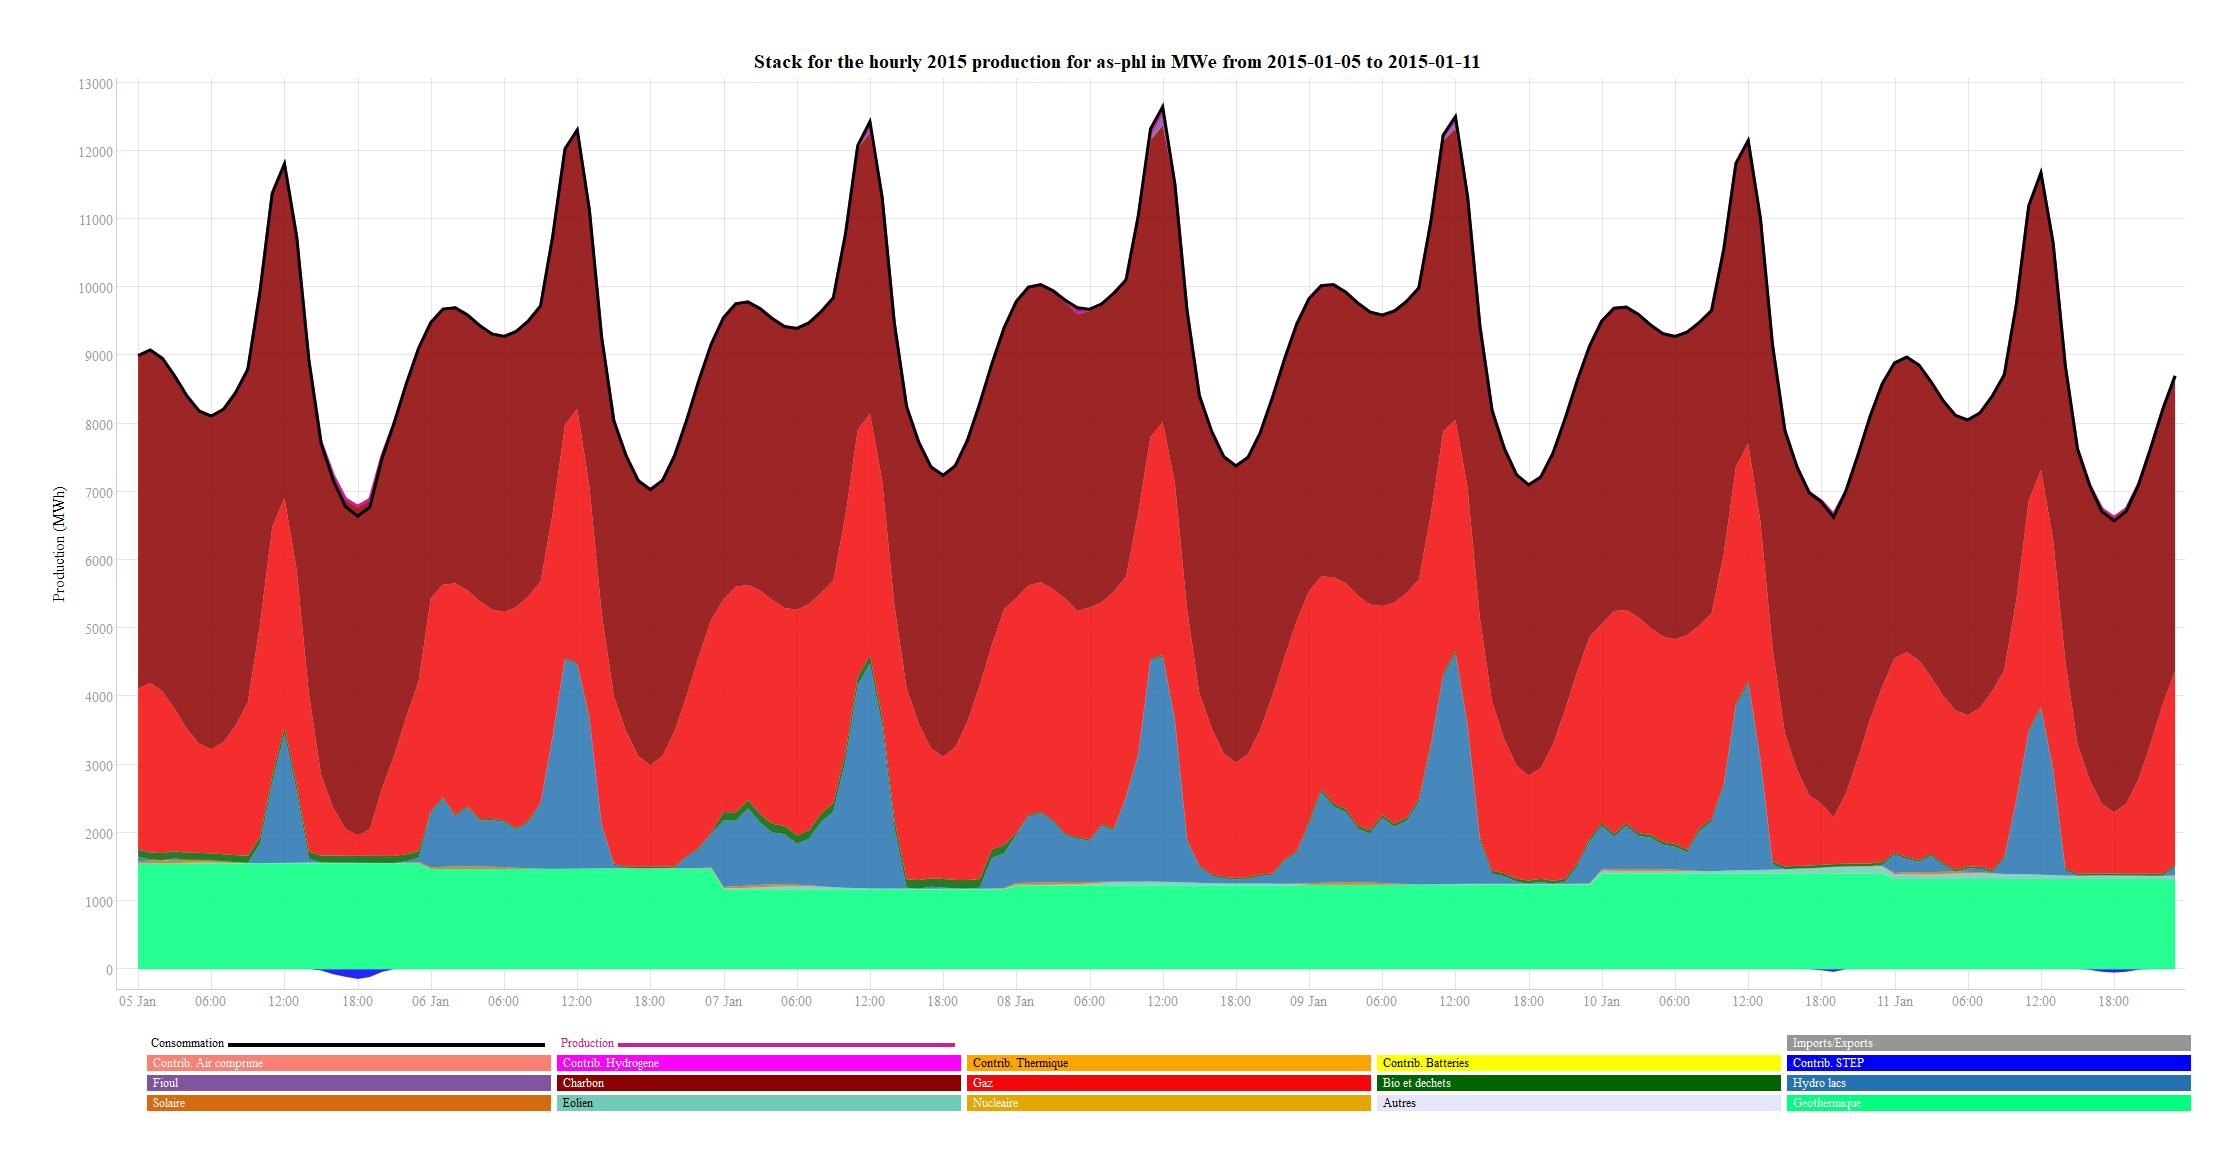 Stack for the hourly 2015 production for as-phl in MWe from 2015-01-05 to 2015-01-11
Production (MWh)
13000
12000
11000
10000
9000
8000
7000
6000
5000
4000
3000
2000
1000
0
05 Jan 06:00 12:00 18:00 06 Jan 06:00 12:00 18:00 07 Jan 06:00 12:00 18:00 08 Jan 06:00 12:00 18:00 09 Jan 06:00 12:00 18:00 10 Jan 06:00 12:00 18:00 11 Jan 06:00 12:00 18:00
Consommation Production Imports/Exports
Contrib. Air comprime Contrib. Hydrogene Contrib. Thermique Contrib. Batteries Contrib. STEP
Fioul Charbon Gaz Bio et dechets Hydro lacs
Solaire Eolien Nucleaire Autres Geothermique